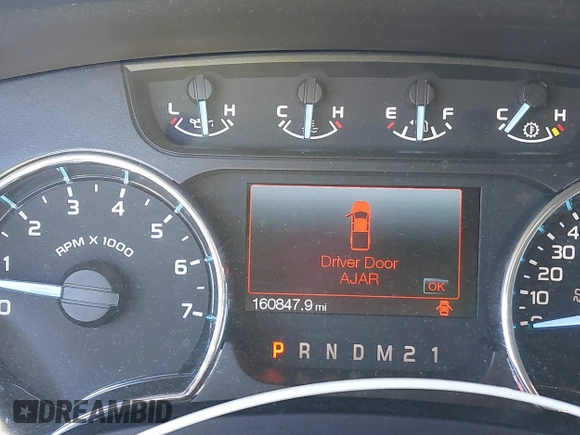 L H C H E F C H
0 1 2 3 4 5 6 7
RPM X 1000
Driver Door
AJAR
OK
160847.9 mi
P R N D M 2 1
40
30
20
10
DREAMBID